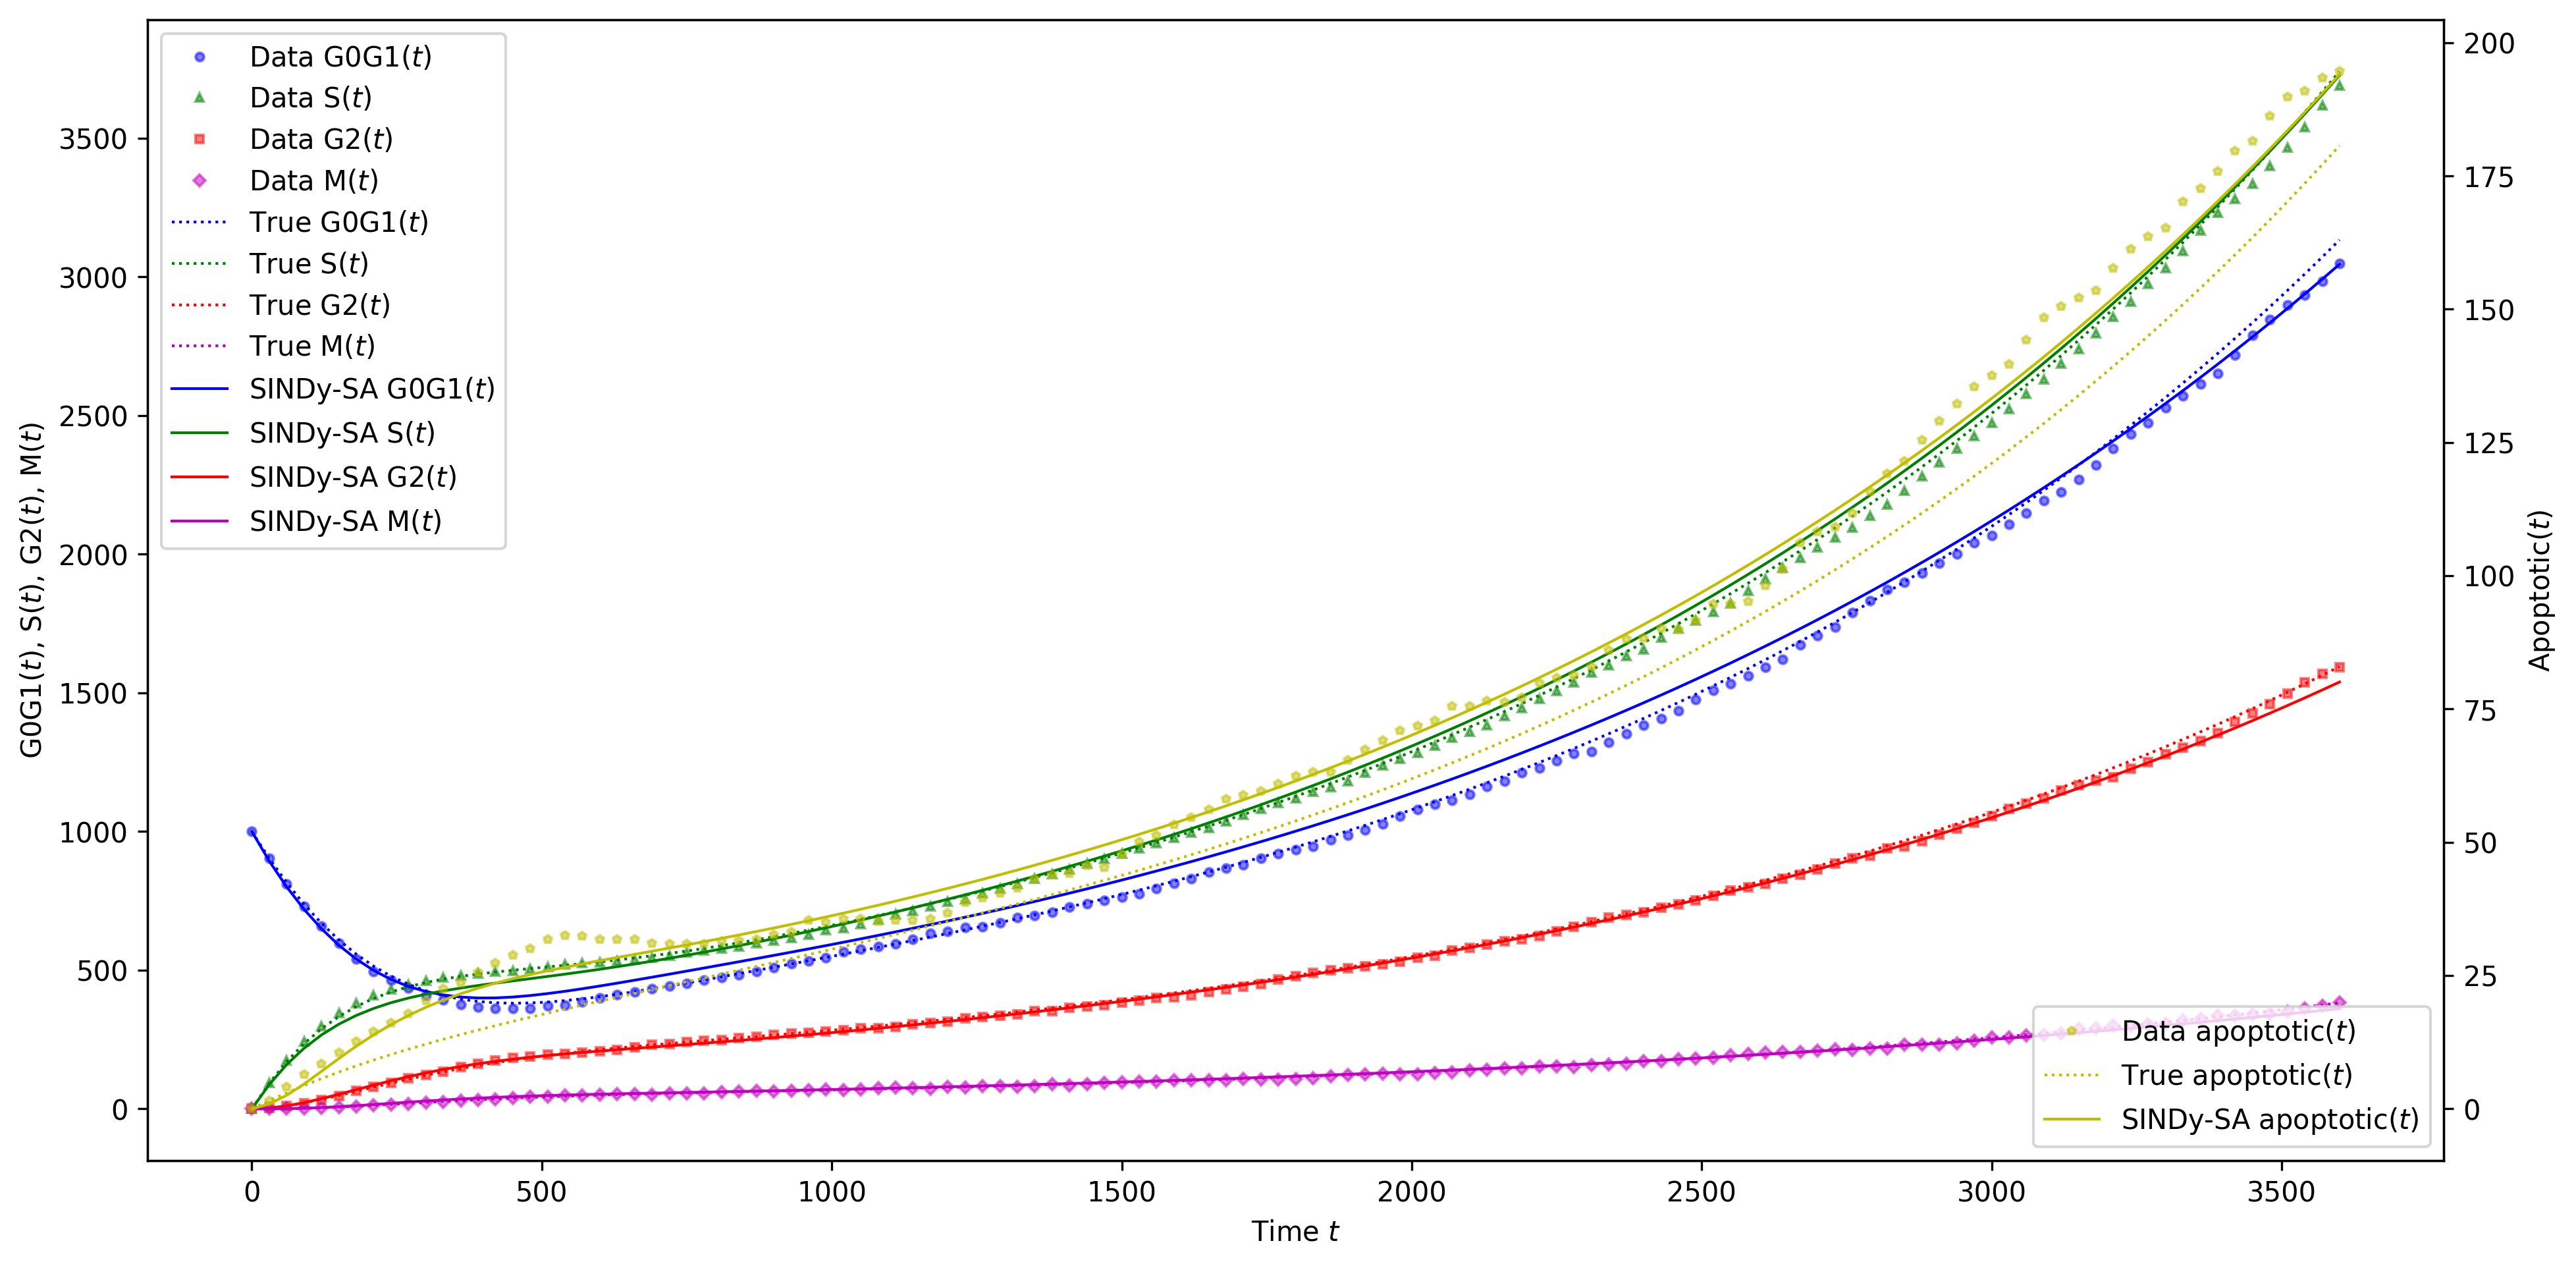 Data G0G1(t)
Data S(t)
Data G2(t)
Data M(t)
True G0G1(t)
True S(t)
True G2(t)
True M(t)
SINDy-SA G0G1(t)
SINDy-SA S(t)
SINDy-SA G2(t)
SINDy-SA M(t)
G0G1(t), S(t), G2(t), M(t)
3500
3000
2500
2000
1500
1000
500
0
200
175
150
125
100
75
50
25
0
Apoptotic(t)
Data apoptotic(t)
True apoptotic(t)
SINDy-SA apoptotic(t)
0 500 1000 1500 2000 2500 3000 3500
Time t